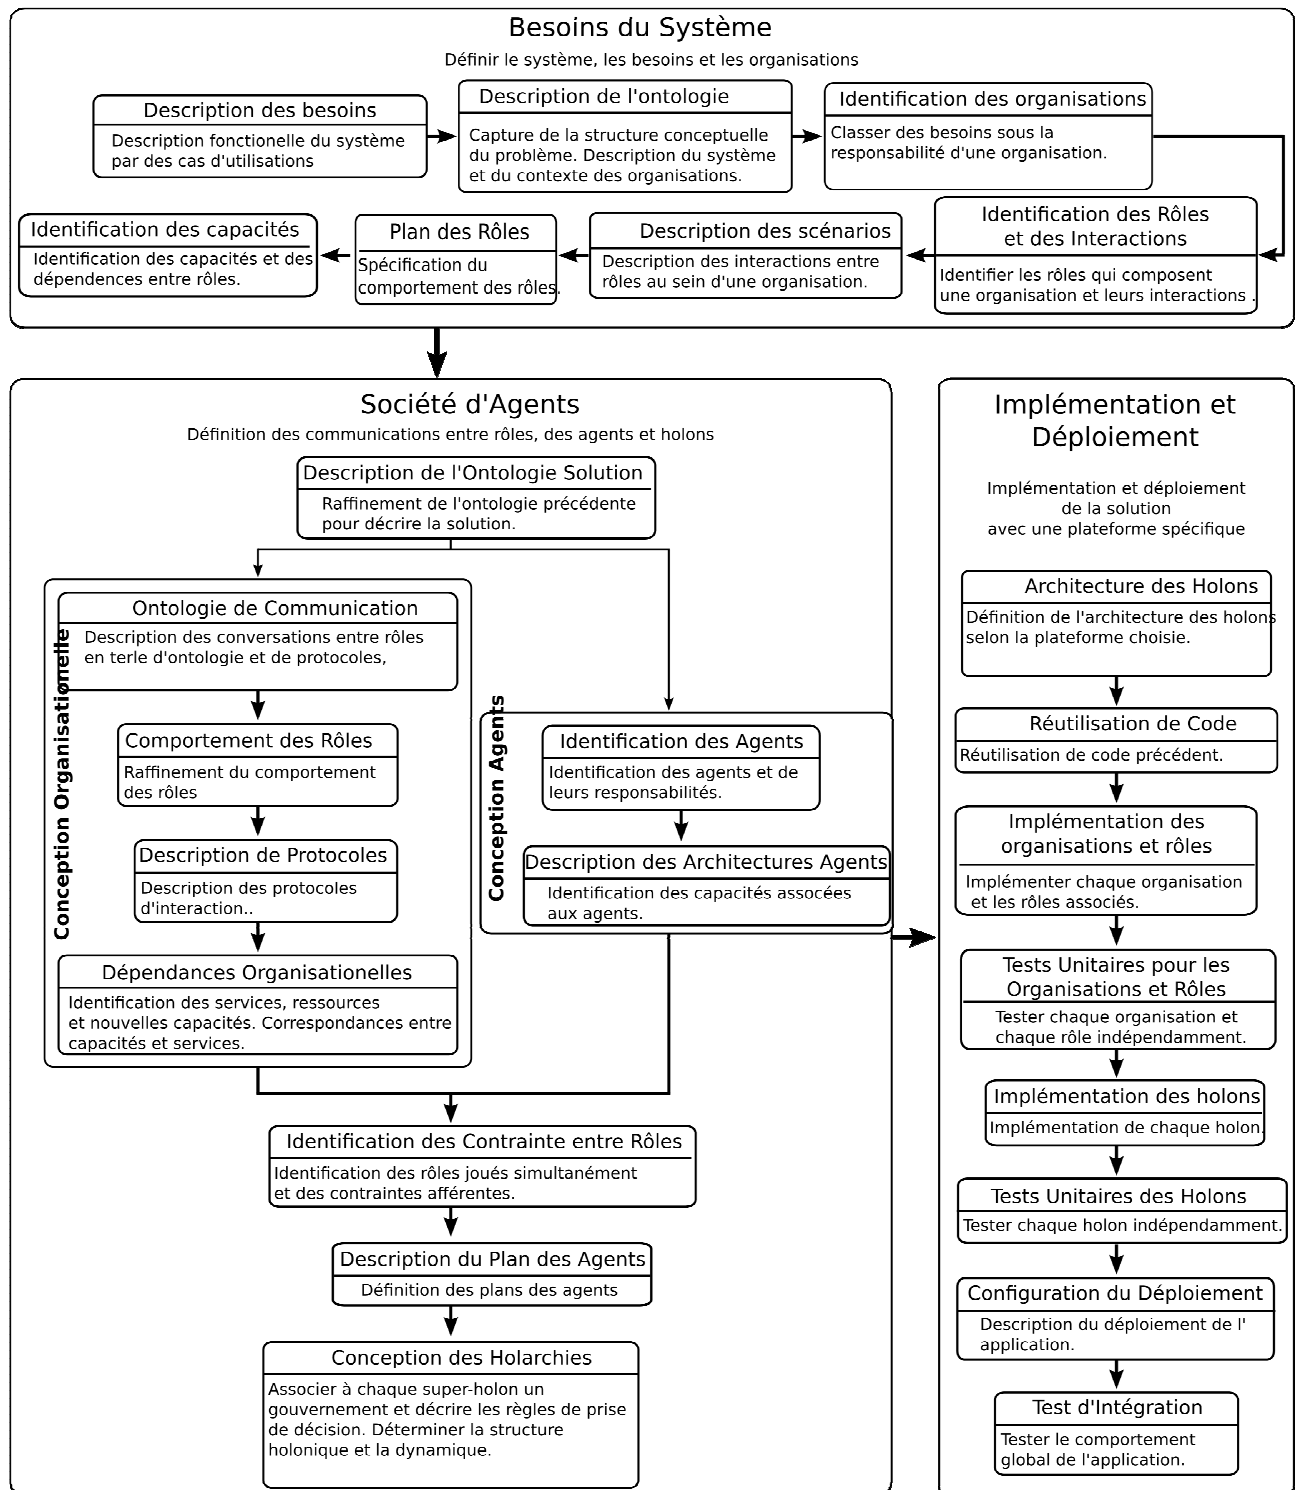 Besoins du Système
Définir le système, les besoins et les organisations
Description des besoins
Description fonctionelle du système
par des cas d'utilisations
Description de l'ontologie
Capture de la structure conceptuelle
du problème. Description du système
et du contexte des organisations.
Identification des organisations
Classer des besoins sous la
responsabilité d'une organisation.
Identification des Rôles
et des Interactions
Identifier les rôles qui composent
une organisation et leurs interactions .
Description des scénarios
Description des interactions entre
rôles au sein d'une organisation.
Plan des Rôles
Spécification du
comportement des rôles.
Identification des capacités
Identification des capacités et des
dépendences entre rôles.
Société d'Agents
Définition des communications entre rôles, des agents et holons
Description de l'Ontologie Solution
Raffinement de l'ontologie précédente
pour décrire la solution.
Conception Organisationelle
Ontologie de Communication
Description des conversations entre rôles
en terle d'ontologie et de protocoles,
Comportement des Rôles
Raffinement du comportement
des rôles
Description de Protocoles
Description des protocoles
d'interaction..
Dépendances Organisationelles
Identification des services, ressources
et nouvelles capacités. Correspondances entre
capacités et services.
Conception Agents
Identification des Agents
Identification des agents et de
leurs responsabilités.
Description des Architectures Agents
Identification des capacités assocées
aux agents.
Identification des Contrainte entre Rôles
Identification des rôles joués simultanément
et des contraintes afférentes.
Description du Plan des Agents
Définition des plans des agents
Conception des Holarchies
Associer à chaque super-holon un
gouvernement et décrire les règles de prise
de décision. Déterminer la structure
holonique et la dynamique.
Implémentation et
Déploiement
Implémentation et déploiement
de la solution
avec une plateforme spécifique
Architecture des Holons
Définition de l'architecture des holons
selon la plateforme choisie.
Réutilisation de Code
Réutilisation de code précédent.
Implémentation des
organisations et rôles
Implémenter chaque organisation
et les rôles associés.
Tests Unitaires pour les
Organisations et Rôles
Tester chaque organisation et
chaque rôle indépendamment.
Implémentation des holons
Implémentation de chaque holon.
Tests Unitaires des Holons
Tester chaque holon indépendamment.
Configuration du Déploiement
Description du déploiement de l'
application.
Test d'Intégration
Tester le comportement
global de l'application.